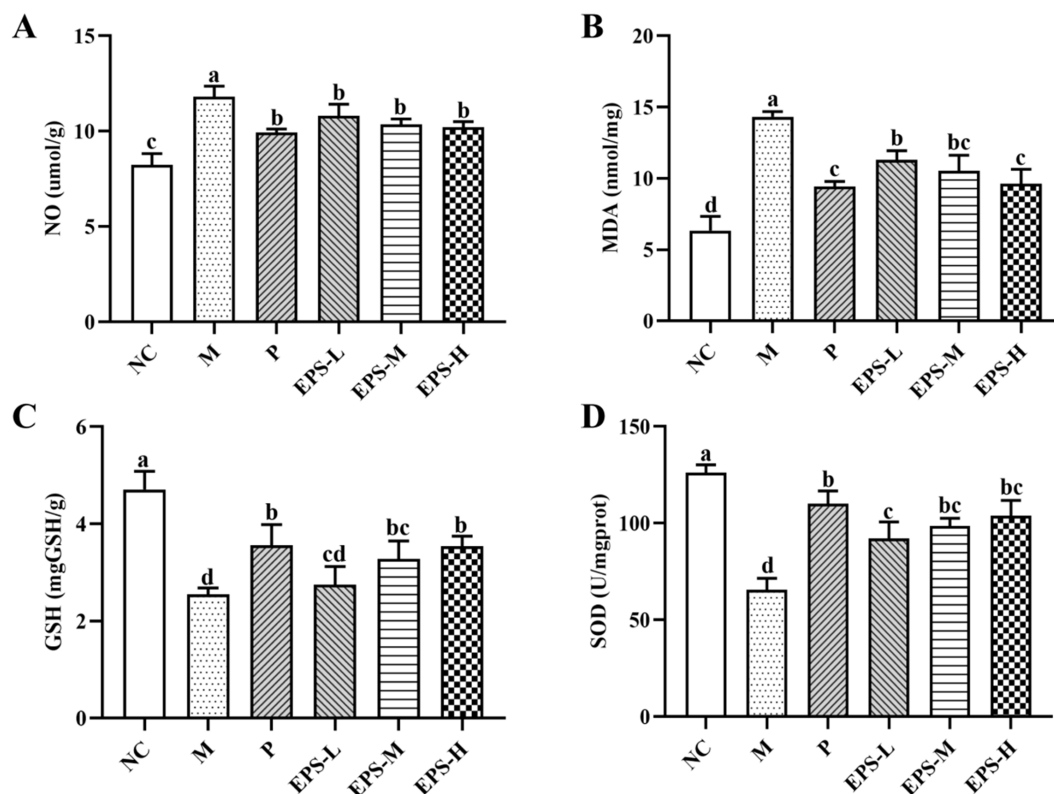 A
NO (umol/g)
15
10
5
0
c
a
b
b
b
b
NC
M
P
EPS-L
EPS-M
EPS-H
B
MDA (nmol/mg)
20
15
10
5
0
d
a
c
b
bc
c
NC
M
P
EPS-L
EPS-M
EPS-H
C
GSH (mgGSH/g)
6
4
2
0
a
d
b
cd
bc
b
NC
M
P
EPS-L
EPS-M
EPS-H
D
SOD (U/mgprot)
150
100
50
0
a
d
b
c
bc
bc
NC
M
P
EPS-L
EPS-M
EPS-H